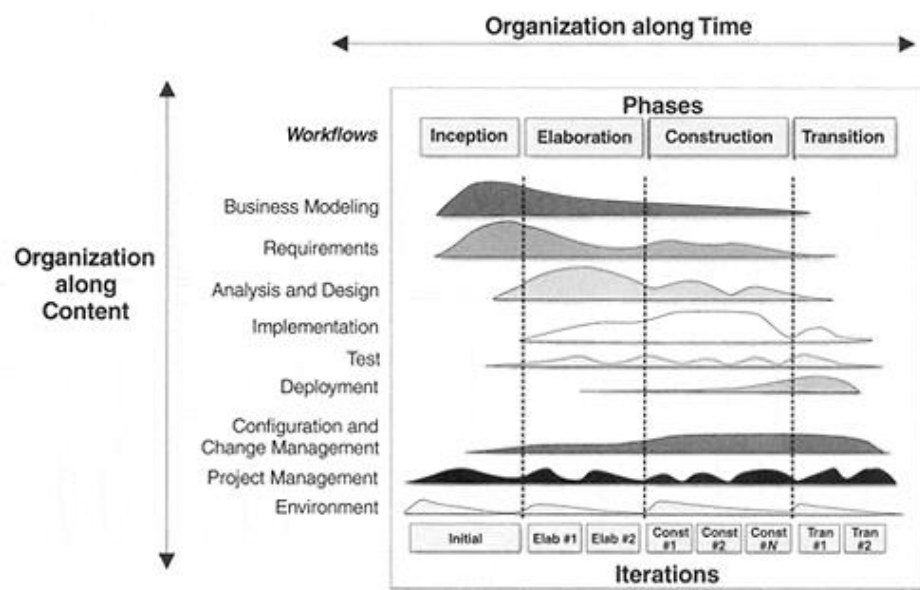 Organization along Time
Phases
Workflows
Inception
Elaboration
Construction
Transition
Organization
along
Content
Business Modeling
Requirements
Analysis and Design
Implementation
Test
Deployment
Configuration and
Change Management
Project Management
Environment
Initial
Elab #1
Elab #2
Const
#1
Const
#2
Const
#N
Tran
#1
Tran
#2
Iterations